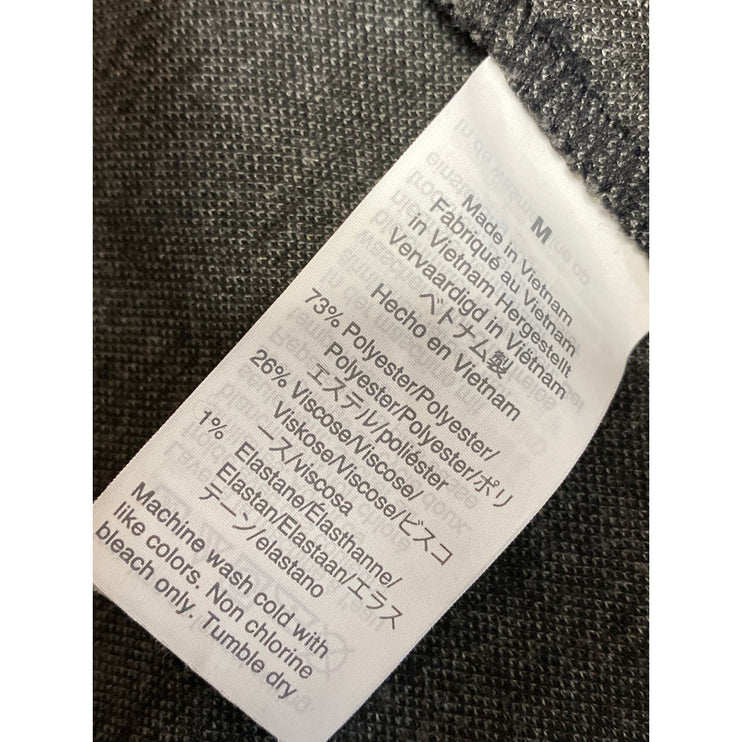 M
Made in Vietnam
Fabriqué au Vietnam
in Vietnam Hergestellt
Vervaardigd in Viëtnam
ベトナム製
Hecho en Vietnam
73% Polyester/Polyester/
Polyester/Polyester/ポリ
エステル/poliéster
26% Viscose/Viscose/
Viskose/Viscose/ビスコ
ース/viscosa
1% Elastane/Élasthanne/
Elastan/Elastaan/エラス
テーン/elastano
Machine wash cold with
like colors. Non chlorine
bleach only. Tumble dry